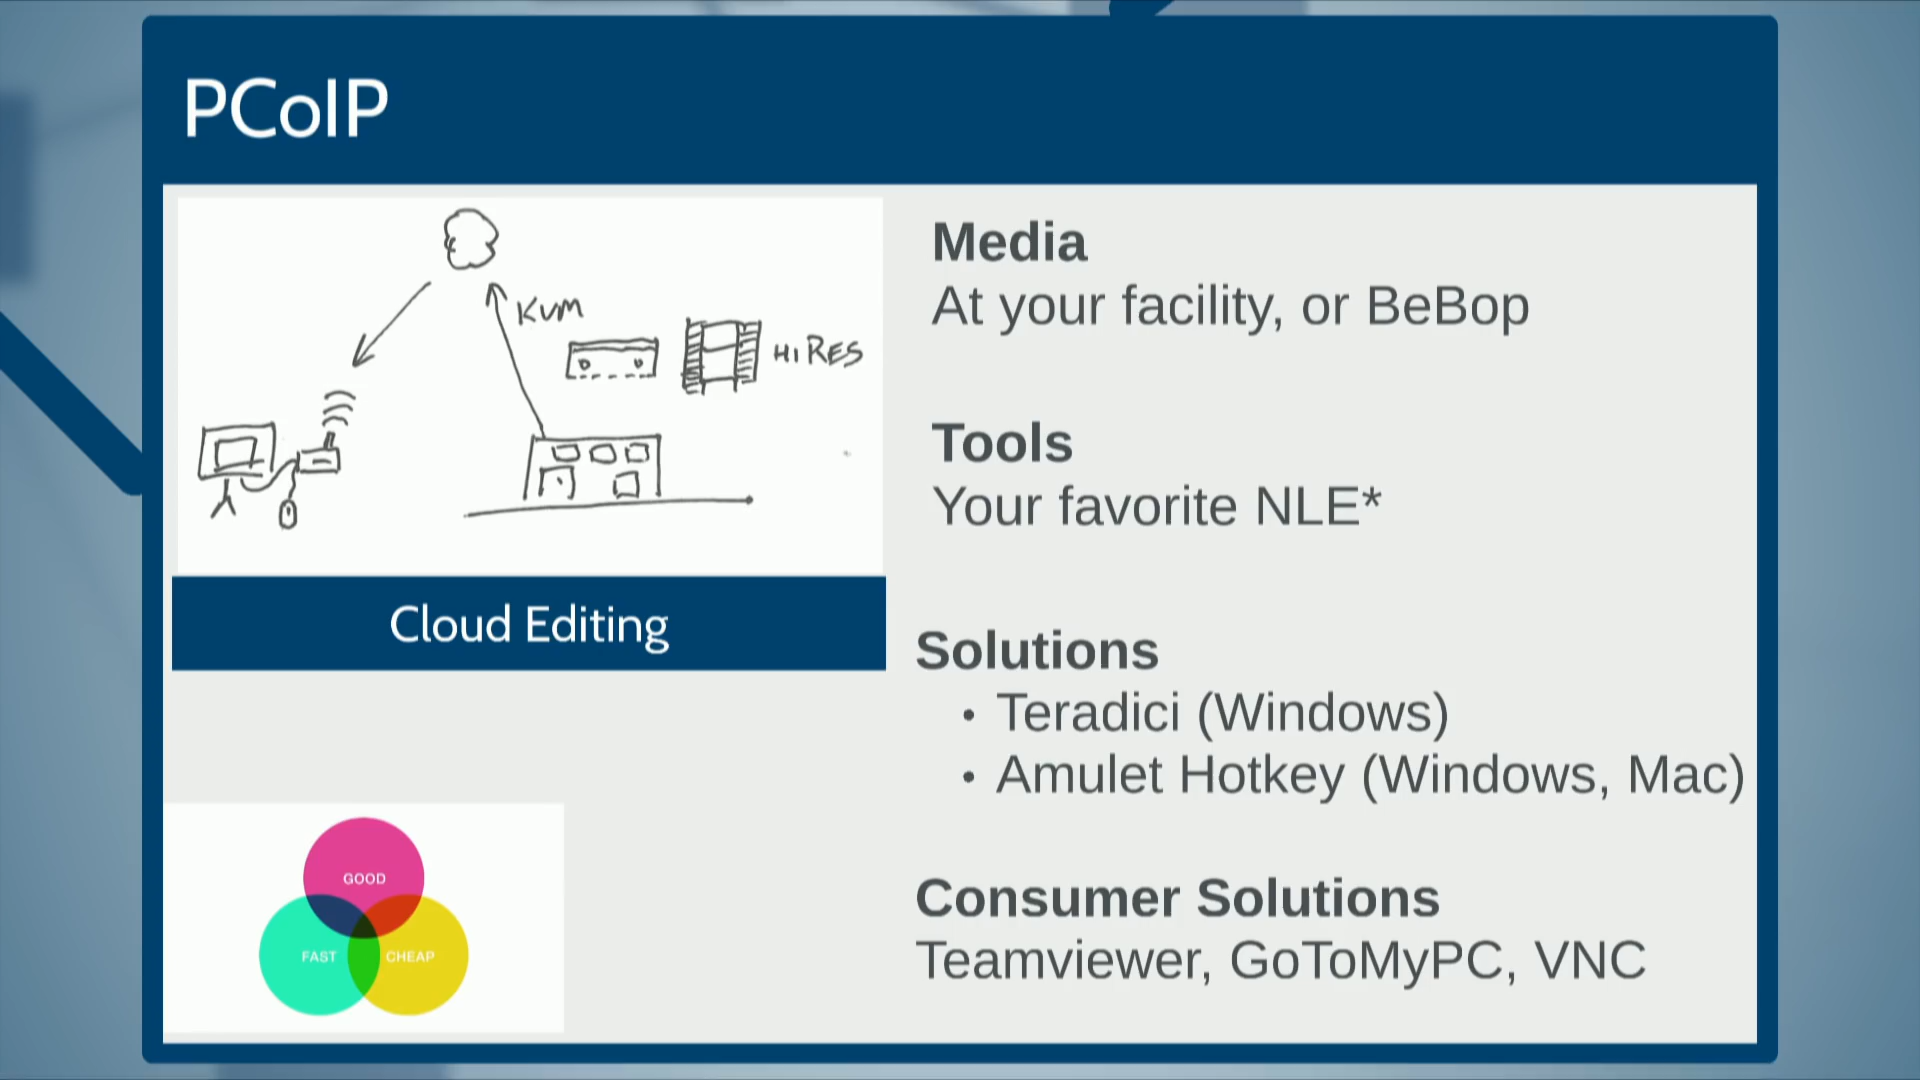 PCoIP
KVM
HIRES
Cloud Editing
GOOD
FAST
CHEAP
Media
At your facility, or BeBop
Tools
Your favorite NLE*
Solutions
• Teradici (Windows)
• Amulet Hotkey (Windows, Mac)
Consumer Solutions
Teamviewer, GoToMyPC, VNC